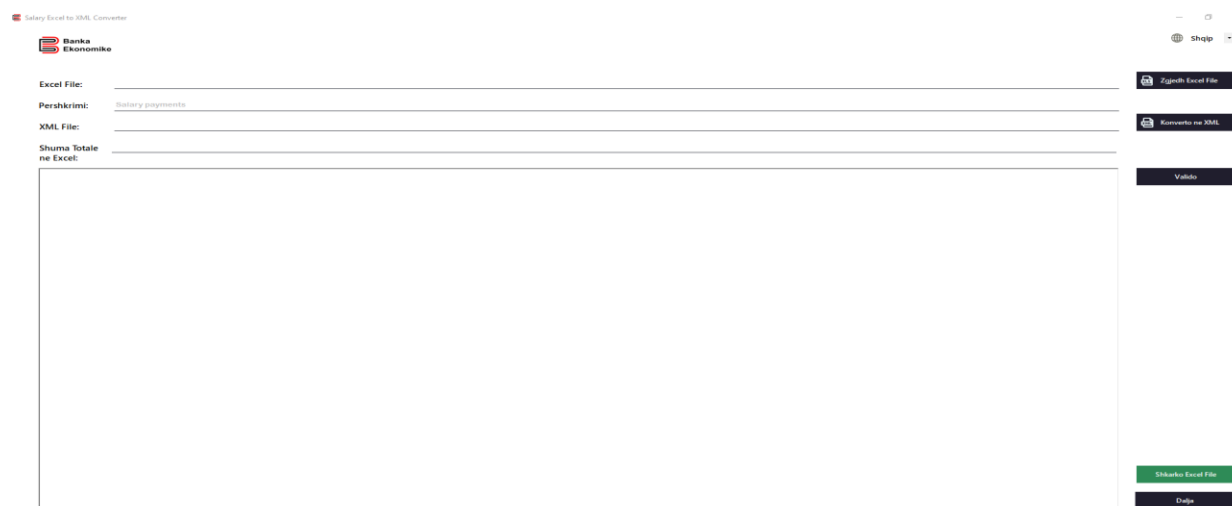 Salary Excel to XML Converter
Banka
Ekonomike
Shqip
Excel File:
Zgjedh Excel File
Pershkrimi:
Salary payments
XML File:
Konverto ne XML
Shuma Totale
ne Excel:
Valido
Shkarko Excel File
Dalja